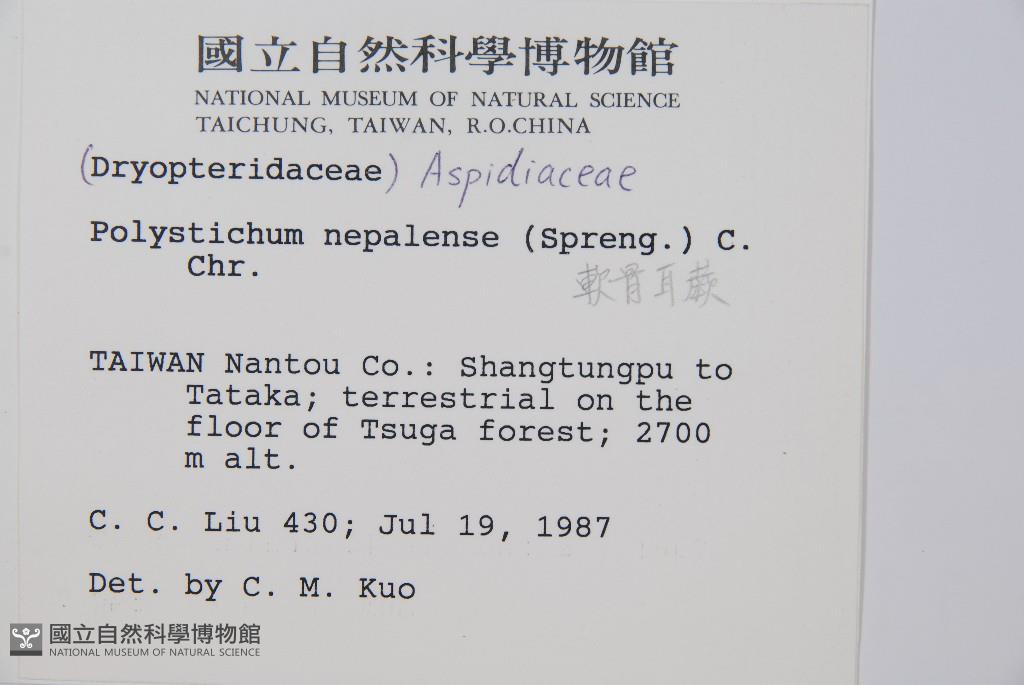 國立自然科學博物館
NATIONAL MUSEUM OF NATURAL SCIENCE
TAICHUNG, TAIWAN, R.O.CHINA
(Dryopteridaceae) Aspidiaceae
Polystichum nepalense (Spreng.) C.
Chr.
軟骨耳蕨
TAIWAN Nantou Co.: Shangtungpu to
Tataka; terrestrial on the
floor of Tsuga forest; 2700
m alt.
C. C. Liu 430; Jul 19, 1987
Det. by C. M. Kuo
國立自然科學博物館
NATIONAL MUSEUM OF NATURAL SCIENCE